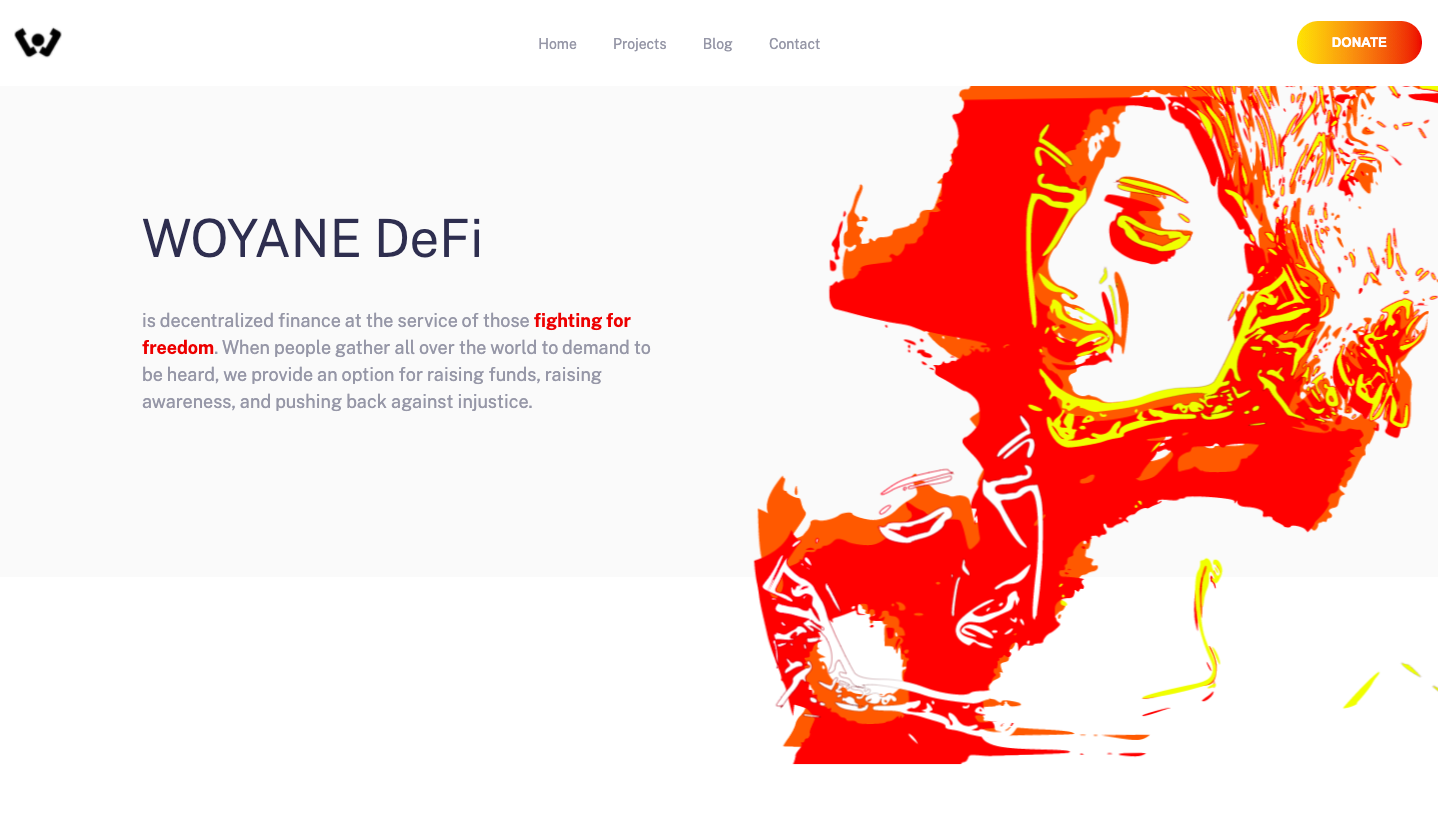 Home
Projects
Blog
Contact
DONATE
WOYANE DeFi
is decentralized finance at the service of those fighting for
freedom. When people gather all over the world to demand to
be heard, we provide an option for raising funds, raising
awareness, and pushing back against injustice.